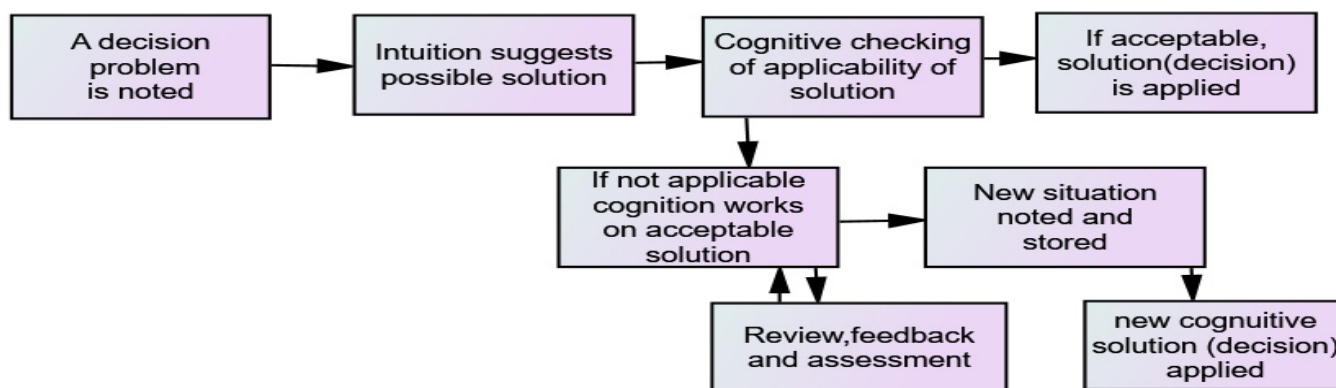 A decision
problem
is noted
Intuition suggests
possible solution
Cognitive checking
of applicability of
solution
If acceptable,
solution(decision)
is applied
If not applicable
cognition works
on acceptable
solution
New situation
noted and
stored
Review,feedback
and assessment
new cognuitive
solution (decision)
applied